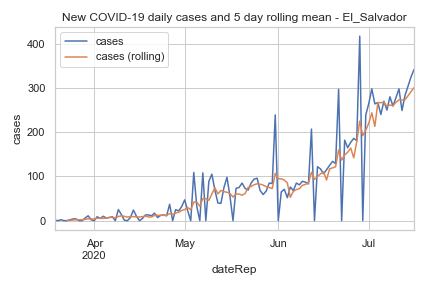 New COVID-19 daily cases and 5 day rolling mean - El_Salvador
cases
cases (rolling)
400
300
200
100
0
cases
Apr
2020
May
Jun
Jul
dateRep